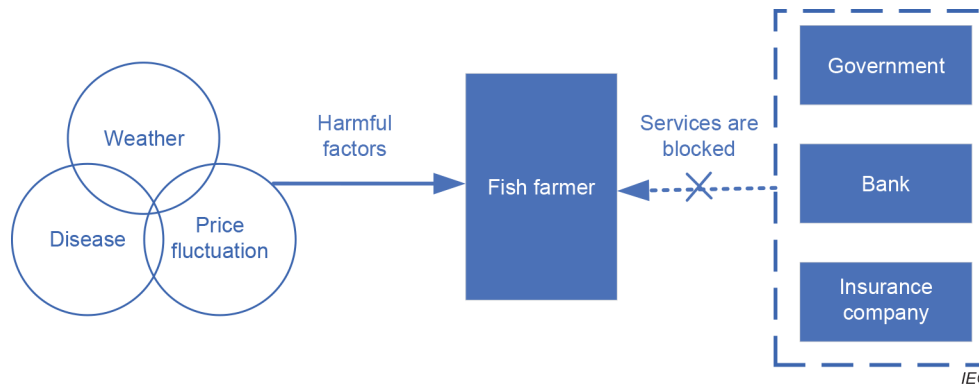 Weather
Disease
Price
fluctuation
Harmful
factors
Fish farmer
Services are
blocked
Government
Bank
Insurance
company